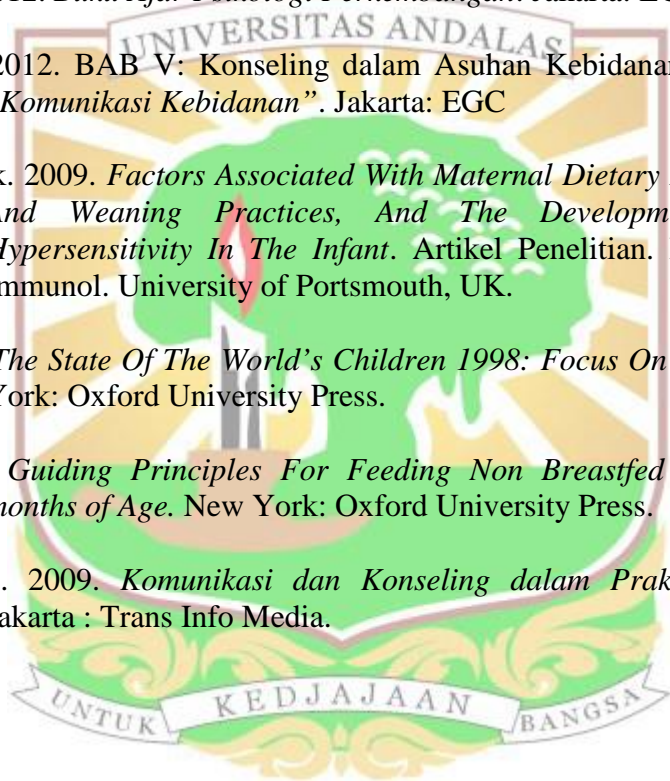 Psikologi Perkembangan. Jakarta:
UNIVERSITAS ANDALAS
2012. BAB V: Konseling dalam Asuhan Kebidanan
Komunikasi Kebidanan". Jakarta: EGC
k. 2009. Factors Associated With Maternal Dietary
And Weaning Practices, And The Developm
Hypersensitivity In The Infant. Artikel Penelitian.
mmunol. University of Portsmouth, UK.
The State Of The World's Children 1998: Focus On
York: Oxford University Press.
Guiding Principles For Feeding Non Breastfed
months of Age. New York: Oxford University Press.
. 2009. Komunikasi dan Konseling dalam Prak
akarta : Trans Info Media.
UNTUK KEDJAJAAN BANGSA